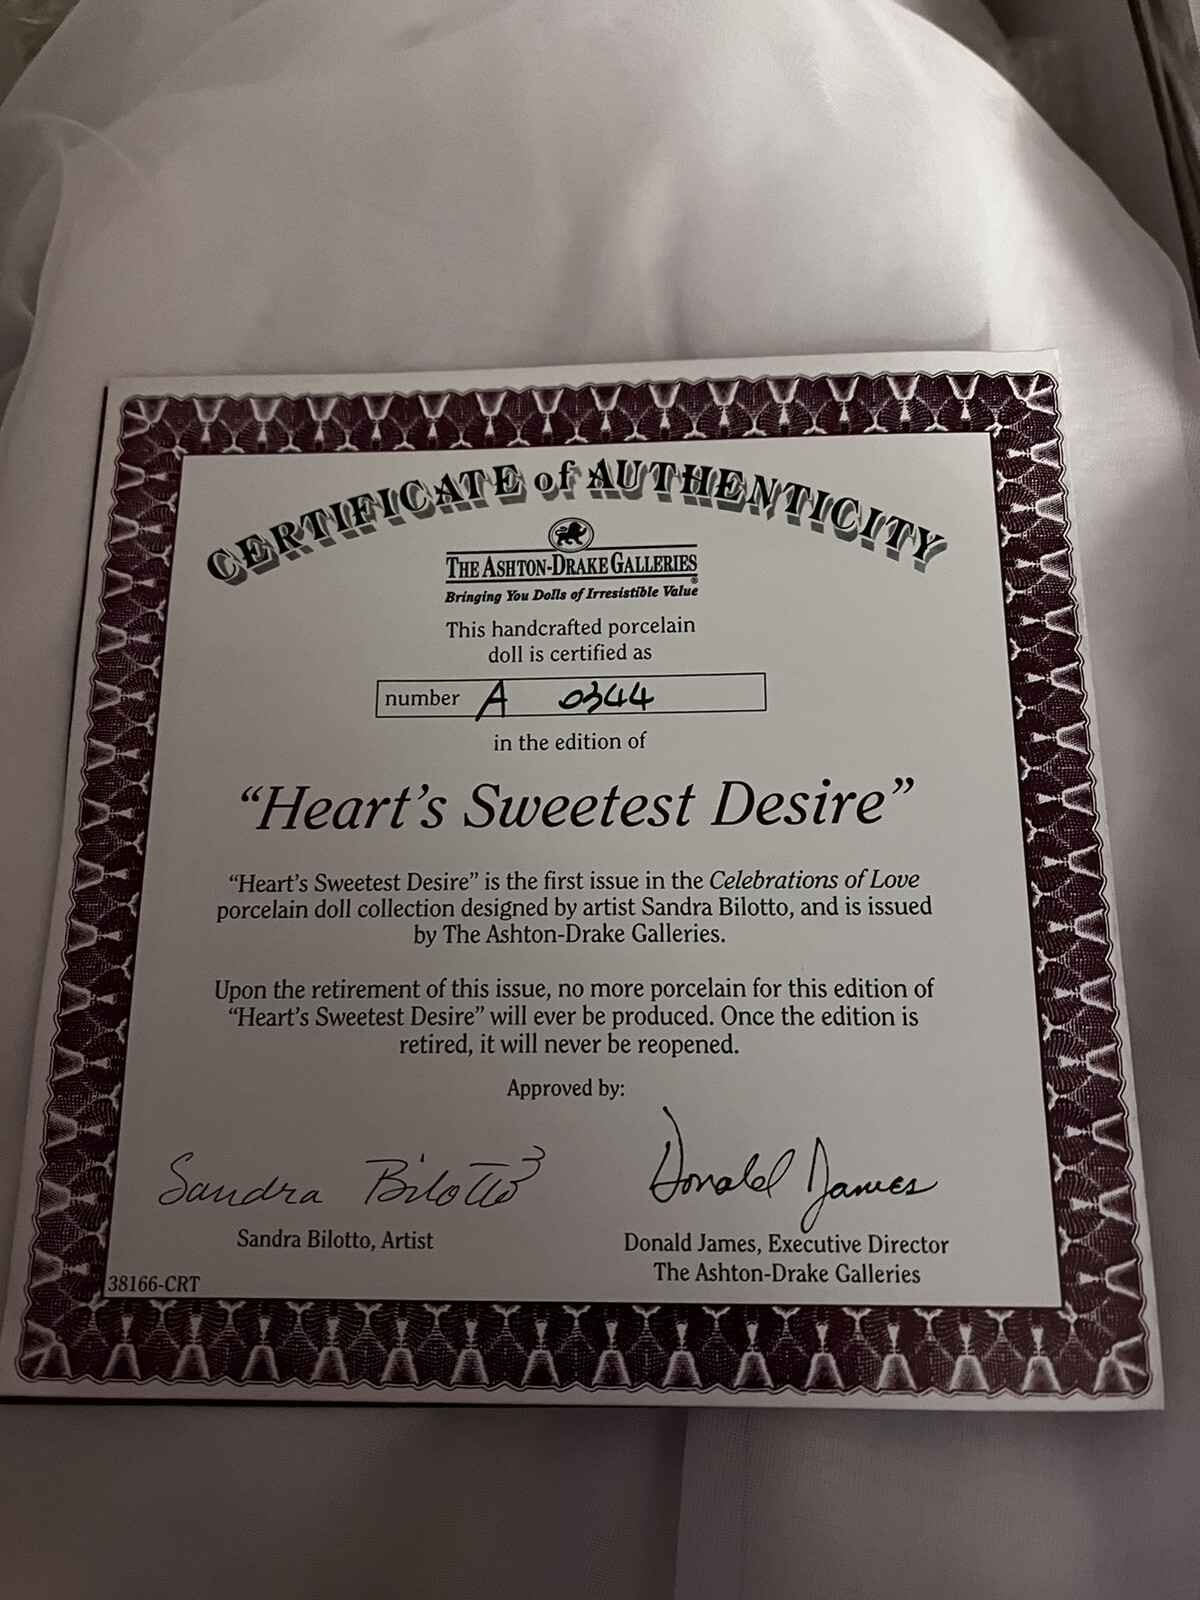 CERTIFICATE of AUTHENTICITY
THE ASHTON-DRAKE GALLERIES
Bringing You Dolls of Irresistible Value®
This handcrafted porcelain
doll is certified as
number A 0344
in the edition of
“Heart’s Sweetest Desire”
“Heart’s Sweetest Desire” is the first issue in the Celebrations of Love
porcelain doll collection designed by artist Sandra Bilotto, and is issued
by The Ashton-Drake Galleries.
Upon the retirement of this issue, no more porcelain for this edition of
“Heart’s Sweetest Desire” will ever be produced. Once the edition is
retired, it will never be reopened.
Approved by:
Sandra Bilotto Donald James
Sandra Bilotto, Artist
Donald James, Executive Director
The Ashton-Drake Galleries
38166-CRT